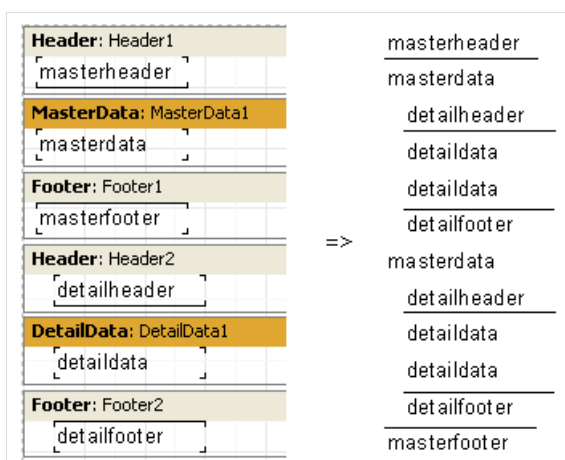 Header: Header1
masterheader
MasterData: MasterData1
masterdata
Footer: Footer1
masterfooter
Header: Header2
detailheader
DetailData: DetailData1
detaildata
Footer: Footer2
detailfooter
=>
masterheader
masterdata
detailheader
detaildata
detaildata
detailfooter
masterdata
detailheader
detaildata
detaildata
detailfooter
masterfooter